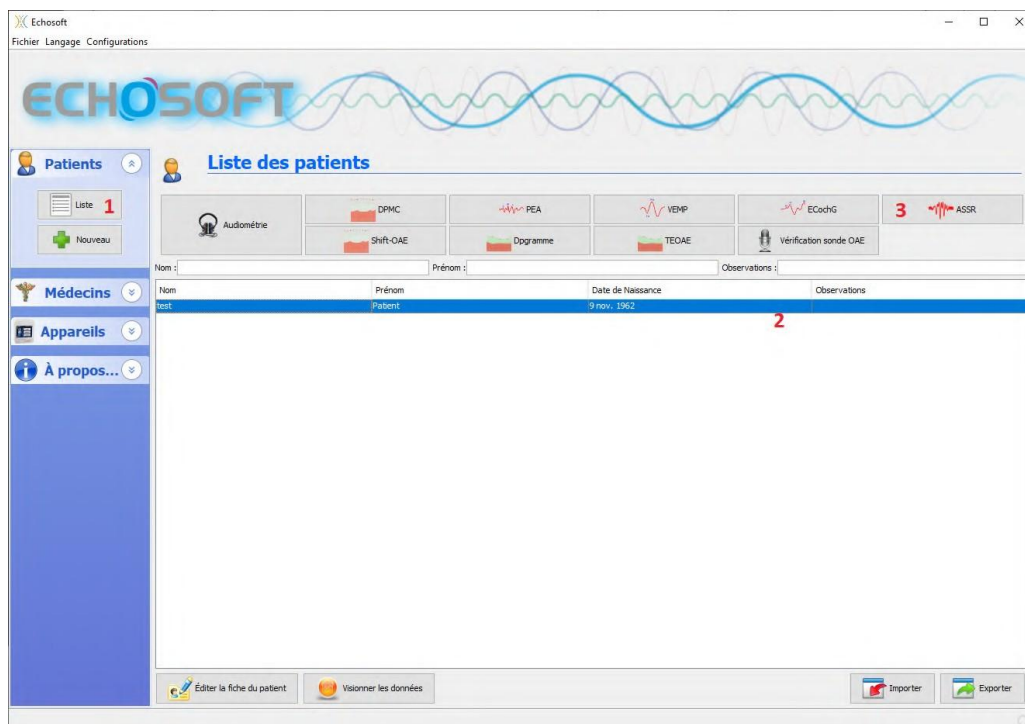 Echosoft
Fichier Langage Configurations
ECHOSOFT
Patients
Liste 1
Nouveau
Médecins
Appareils
À propos...
Liste des patients
Audiométrie
DPMC
PEA
VEMP
ECochG
3 ASSR
Shift-OAE
Dpgramme
TEOAE
Vérification sonde OAE
Nom : Prénom : Observations :
Nom Prénom Date de Naissance Observations
test Patient 9 nov. 1962
2
Éditer la fiche du patient Visionner les données Importer Exporter